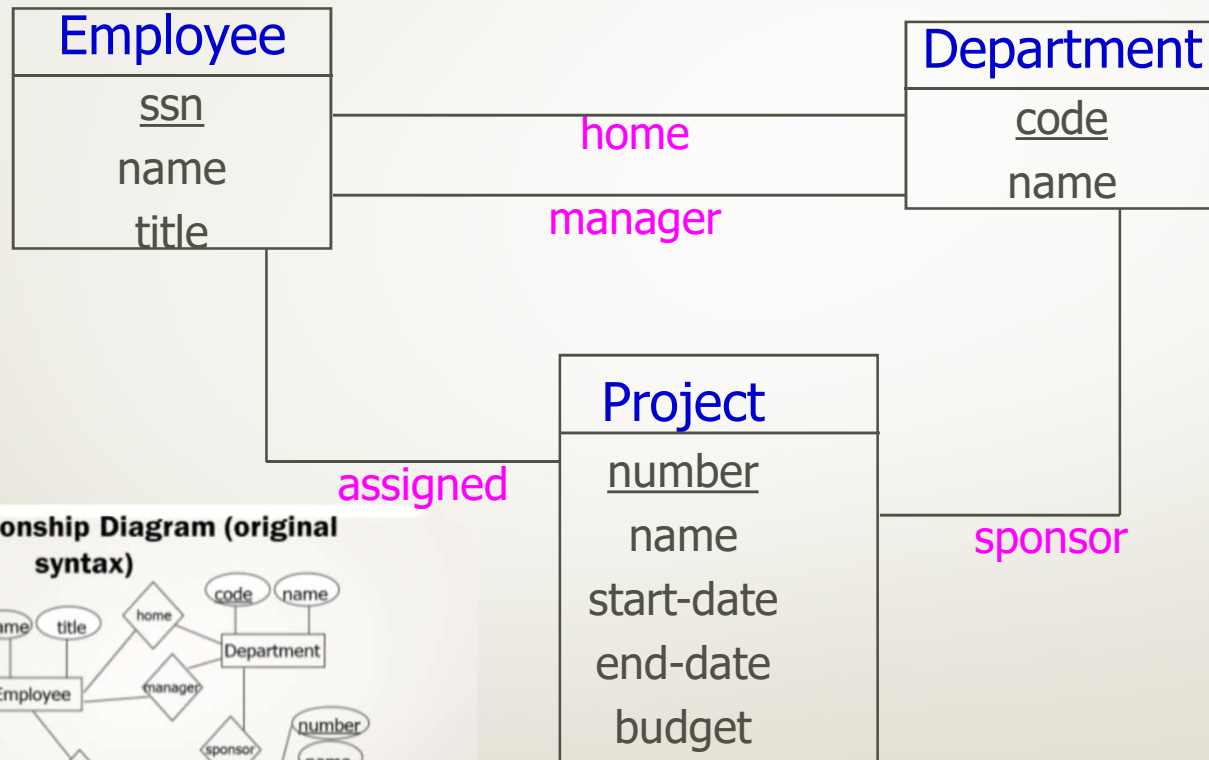 Employee
ssn
name
title
Department
code
name
home
manager
Project
number
name
start-date
end-date
budget
assigned
sponsor
onship Diagram (original
syntax)
title
home
code
name
Department
manager
number
sponsor